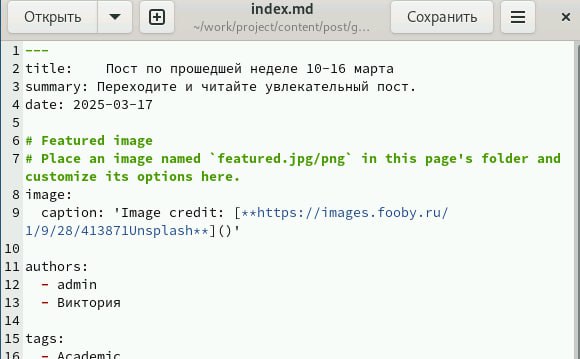 Открыть
index.md
~/work/project/content/post/g...
Сохранить
1 ---
2 title:    Пост по прошедшей неделе 10-16 марта
3 summary: Переходите и читайте увлекательный пост.
4 date: 2025-03-17
5
6 # Featured image
7 # Place an image named `featured.jpg/png` in this page's folder and
customize its options here.
8 image:
9   caption: 'Image credit: [**https://images.fooby.ru/
1/9/28/413871Unsplash**]()'
10
11 authors:
12   - admin
13   - Виктория
14
15 tags:
16   - Academic